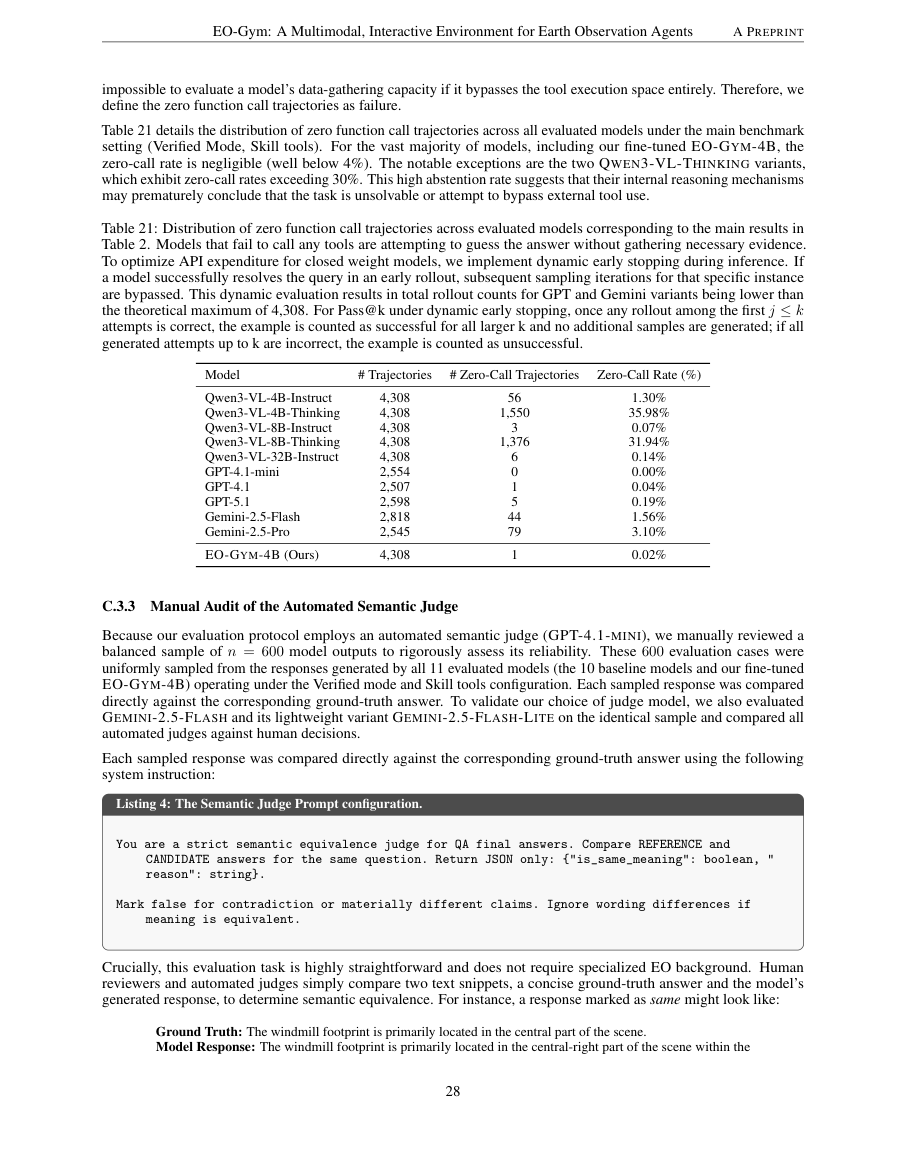 EO-Gym: A Multimodal, Interactive Environment for Earth Observation Agents A PREPRINT
impossible to evaluate a model's data-gathering capacity if it bypasses the tool execution space entirely. Therefore, we
define the zero function call trajectories as failure.
Table 21 details the distribution of zero function call trajectories across all evaluated models under the main benchmark
setting (Verified Mode, Skill tools). For the vast majority of models, including our fine-tuned EO-GYM-4B, the
zero-call rate is negligible (well below 4%). The notable exceptions are the two QWEN3-VL-THINKING variants,
which exhibit zero-call rates exceeding 30%. This high abstention rate suggests that their internal reasoning mechanisms
may prematurely conclude that the task is unsolvable or attempt to bypass external tool use.
Table 21: Distribution of zero function call trajectories across evaluated models corresponding to the main results in
Table 2. Models that fail to call any tools are attempting to guess the answer without gathering necessary evidence.
To optimize API expenditure for closed weight models, we implement dynamic early stopping during inference. If
a model successfully resolves the query in an early rollout, subsequent sampling iterations for that specific instance
are bypassed. This dynamic evaluation results in total rollout counts for GPT and Gemini variants being lower than
the theoretical maximum of 4,308. For Pass@k under dynamic early stopping, once any rollout among the first j ≤ k
attempts is correct, the example is counted as successful for all larger k and no additional samples are generated; if all
generated attempts up to k are incorrect, the example is counted as unsuccessful.
Model # Trajectories # Zero-Call Trajectories Zero-Call Rate (%)
Qwen3-VL-4B-Instruct 4,308 56 1.30%
Qwen3-VL-4B-Thinking 4,308 1,550 35.98%
Qwen3-VL-8B-Instruct 4,308 3 0.07%
Qwen3-VL-8B-Thinking 4,308 1,376 31.94%
Qwen3-VL-32B-Instruct 4,308 6 0.14%
GPT-4.1-mini 2,554 0 0.00%
GPT-4.1 2,507 1 0.04%
GPT-5.1 2,598 5 0.19%
Gemini-2.5-Flash 2,818 44 1.56%
Gemini-2.5-Pro 2,545 79 3.10%
EO-GYM-4B (Ours) 4,308 1 0.02%
C.3.3 Manual Audit of the Automated Semantic Judge
Because our evaluation protocol employs an automated semantic judge (GPT-4.1-MINI), we manually reviewed a
balanced sample of n = 600 model outputs to rigorously assess its reliability. These 600 evaluation cases were
uniformly sampled from the responses generated by all 11 evaluated models (the 10 baseline models and our fine-tuned
EO-GYM-4B) operating under the Verified mode and Skill tools configuration. Each sampled response was compared
directly against the corresponding ground-truth answer. To validate our choice of judge model, we also evaluated
GEMINI-2.5-FLASH and its lightweight variant GEMINI-2.5-FLASH-LITE on the identical sample and compared all
automated judges against human decisions.
Each sampled response was compared directly against the corresponding ground-truth answer using the following
system instruction:
Listing 4: The Semantic Judge Prompt configuration.
You are a strict semantic equivalence judge for QA final answers. Compare REFERENCE and
CANDIDATE answers for the same question. Return JSON only: {"is_same_meaning": boolean, "
reason": string}.
Mark false for contradiction or materially different claims. Ignore wording differences if
meaning is equivalent.
Crucially, this evaluation task is highly straightforward and does not require specialized EO background. Human
reviewers and automated judges simply compare two text snippets, a concise ground-truth answer and the model's
generated response, to determine semantic equivalence. For instance, a response marked as same might look like:
Ground Truth: The windmill footprint is primarily located in the central part of the scene.
Model Response: The windmill footprint is primarily located in the central-right part of the scene within the
28